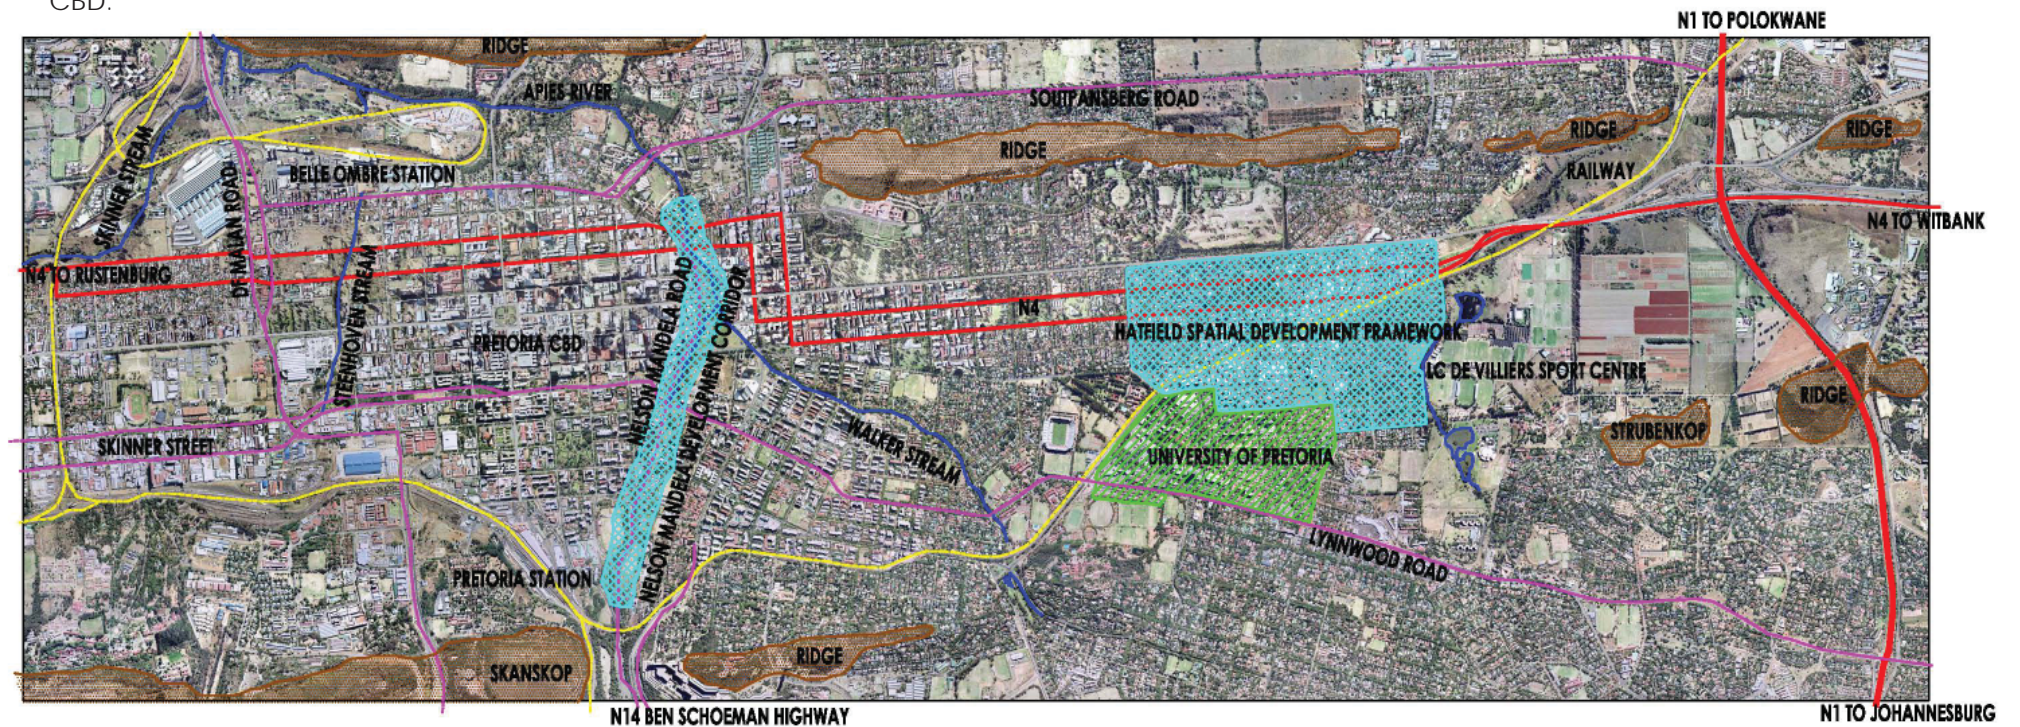 CBD.
N1 TO POLOKWANE
RIDGE
APIES RIVER
SOUTPANSBERG ROAD
SKINNER STREAM
RIDGE
RIDGE
RIDGE
BELLE OMBRE STATION
RAILWAY
DF MALAN ROAD
N4 TO WITBANK
N4 TO RUSTENBURG
STEENHOVEN STREAM
NELSON MANDELA ROAD
NELSON MANDELA DEVELOPMENT CORRIDOR
N4
PRETORIA CBD
HATFIELD SPATIAL DEVELOPMENT FRAMEWORK
LC DE VILLIERS SPORT CENTRE
RIDGE
SKINNER STREET
WALKER STREAM
STRUBENKOP
UNIVERSITY OF PRETORIA
LYNNWOOD ROAD
PRETORIA STATION
SKANSKOP
RIDGE
N14 BEN SCHOEMAN HIGHWAY
N1 TO JOHANNESBURG